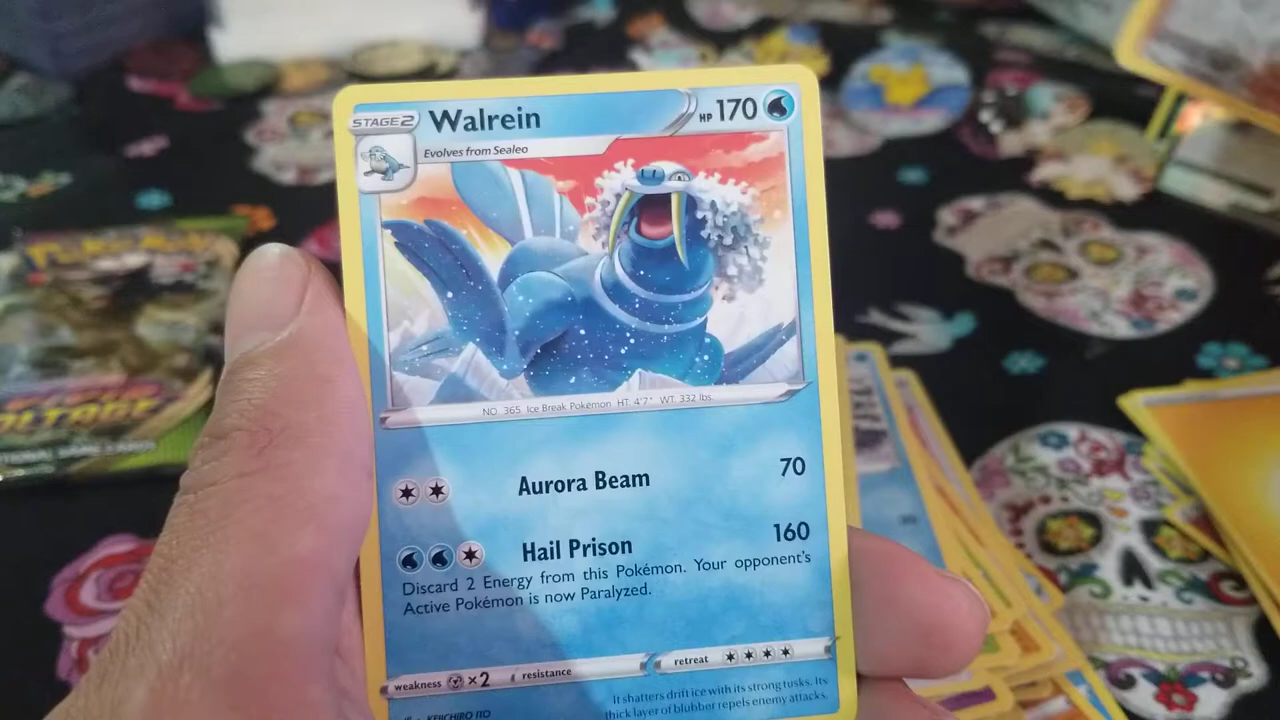 STAGE 2 Walrein HP 170
Evolves from Sealeo
NO. 365 Ice Break Pokémon HT: 4'7" WT: 332 lbs.
Aurora Beam 70
Hail Prison 160
Discard 2 Energy from this Pokémon. Your opponent's
Active Pokémon is now Paralyzed.
weakness ×2 resistance retreat
It shatters drift ice with its strong tusks. Its
thick layer of blubber repels enemy attacks.
KEIICHIRO ITO
POKÉMON
VOLTAGE